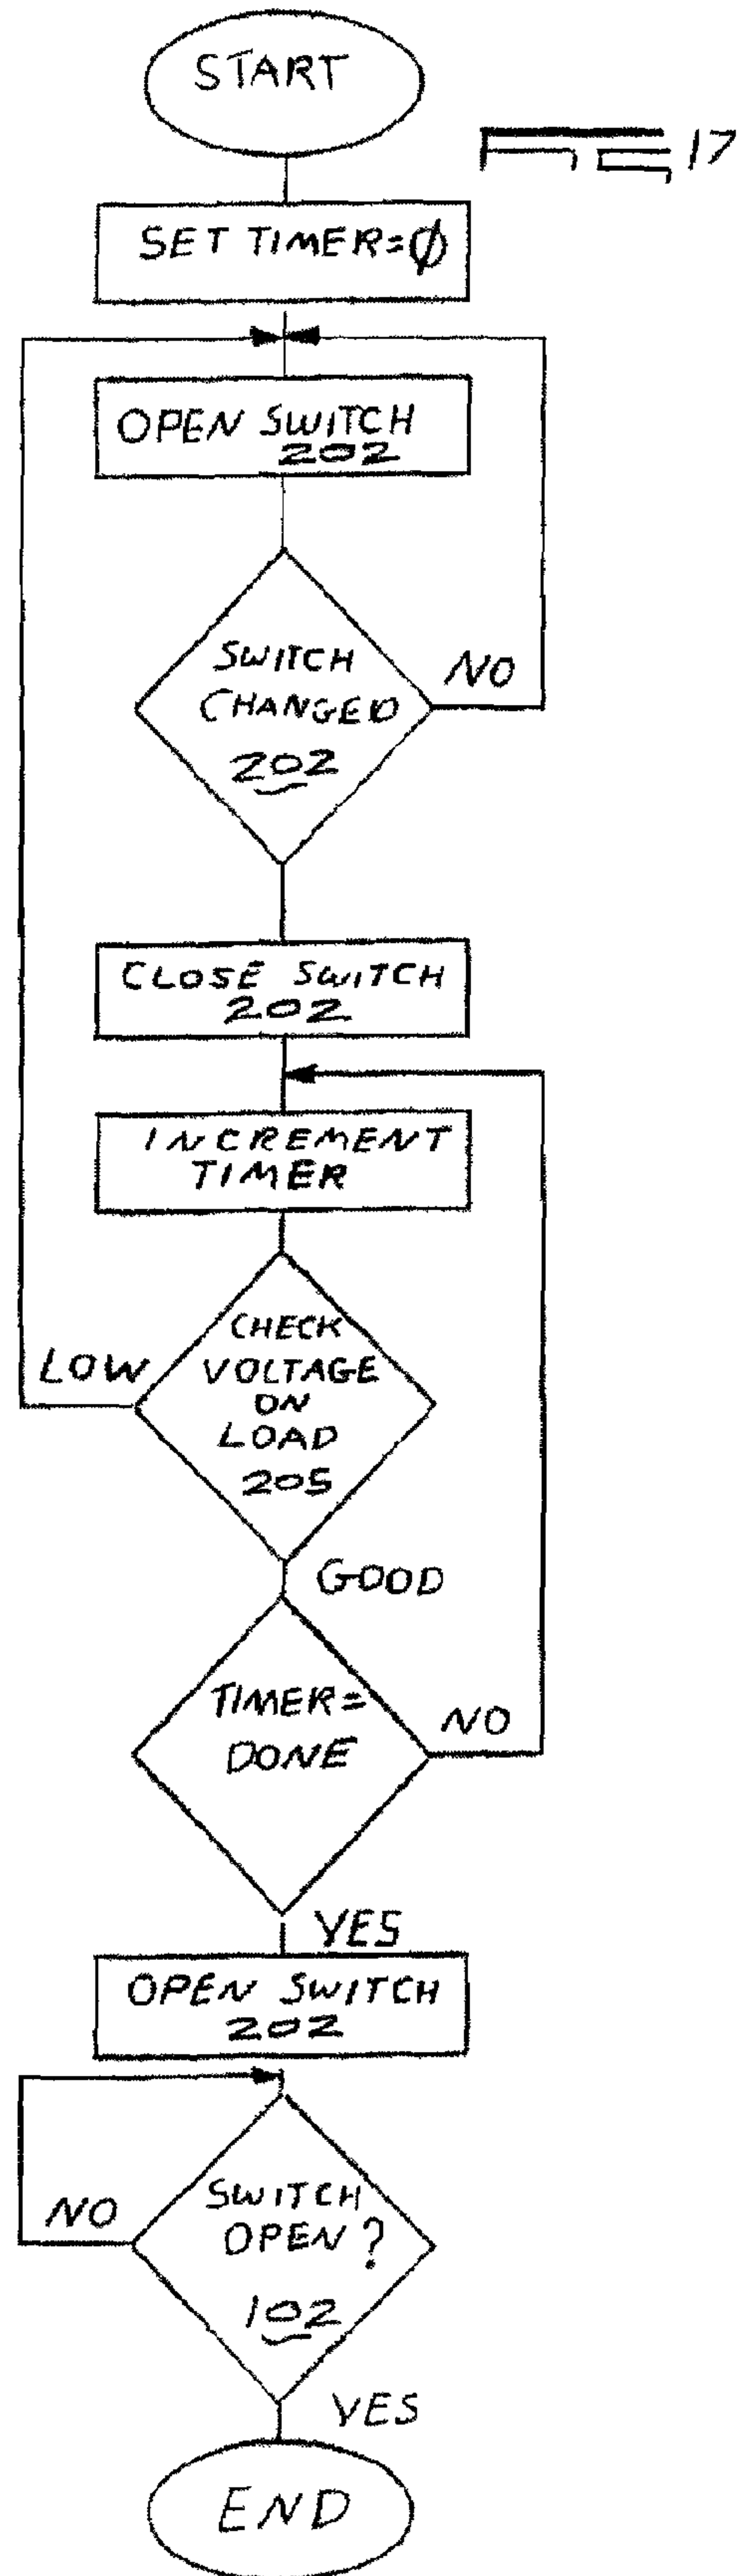 START
17
SET TIMER=Ø
OPEN SWITCH
202
SWITCH
CHANGED
202
NO
CLOSE SWITCH
202
INCREMENT
TIMER
CHECK
VOLTAGE
ON
LOAD
205
LOW
GOOD
TIMER=
DONE
NO
YES
OPEN SWITCH
202
SWITCH
OPEN?
102
NO
YES
END